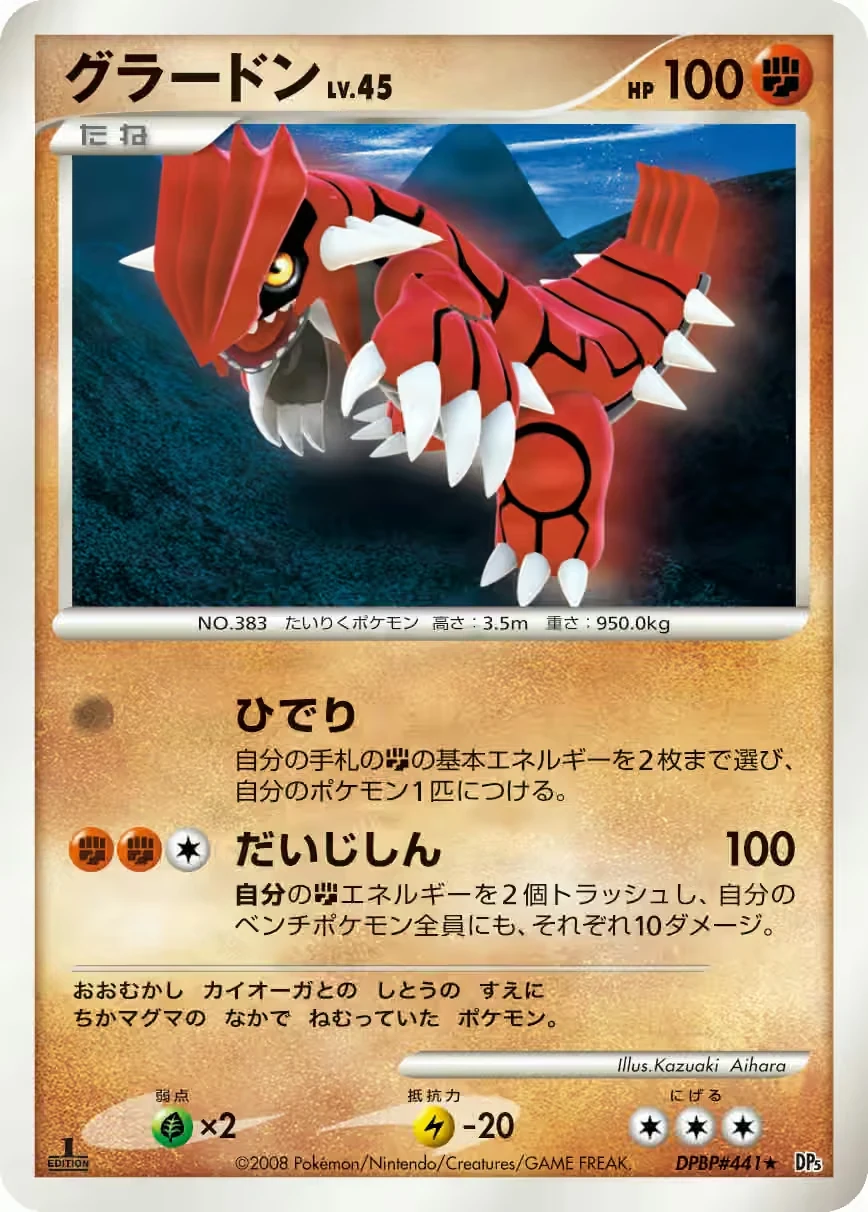 グラードン LV.45 HP 100
たね
NO.383 たいりくポケモン 高さ:3.5m 重さ:950.0kg
ひでり
自分の手札の の基本エネルギーを2枚まで選び、
自分のポケモン1匹につける。
だいじしん 100
自分の エネルギーを2個トラッシュし、自分の
ベンチポケモン全員にも、それぞれ10ダメージ。
おおむかし カイオーガとの しとうの すえに
ちかマグマの なかで ねむっていた ポケモン。
Illus.Kazuaki Aihara
弱点 抵抗力 にげる
×2 -20
1 EDITION ©2008 Pokémon/Nintendo/Creatures/GAME FREAK. DPBP#441★ DP5